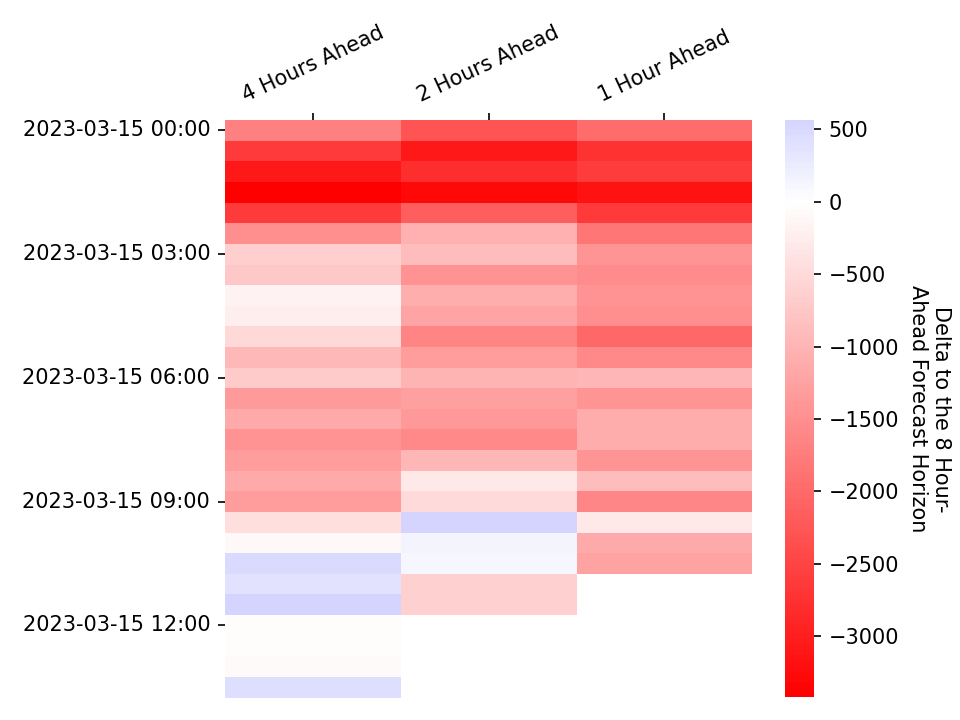 4 Hours Ahead
2 Hours Ahead
1 Hour Ahead
2023-03-15 00:00
2023-03-15 03:00
2023-03-15 06:00
2023-03-15 09:00
2023-03-15 12:00
500
0
−500
−1000
−1500
−2000
−2500
−3000
Delta to the 8 Hour-
Ahead Forecast Horizon